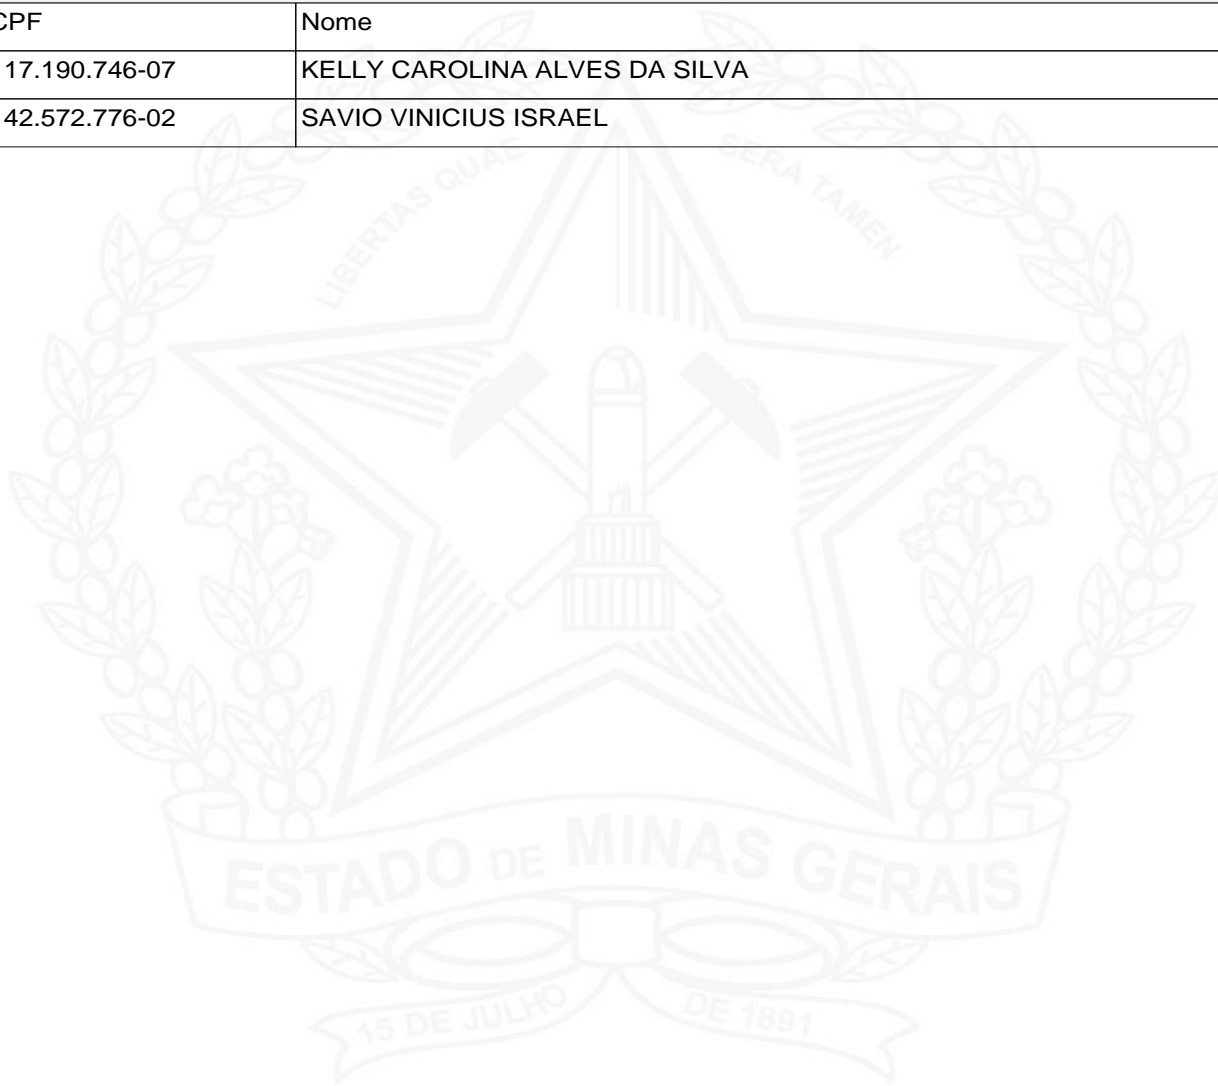 CPF Nome
17.190.746-07 KELLY CAROLINA ALVES DA SILVA
42.572.776-02 SAVIO VINICIUS ISRAEL
LIBERTAS QUAE SERA TAMEN
ESTADO DE MINAS GERAIS
15 DE JULHO DE 1891